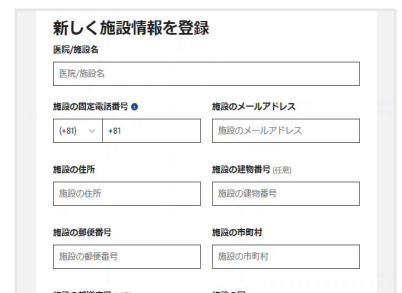 新しく施設情報を登録
医院/施設名
医院/施設名
施設の固定電話番号 施設のメールアドレス
(+81) +81 施設のメールアドレス
施設の住所 施設の建物番号 (任意)
施設の住所 施設の建物番号
施設の郵便番号 施設の市町村
施設の郵便番号 施設の市町村